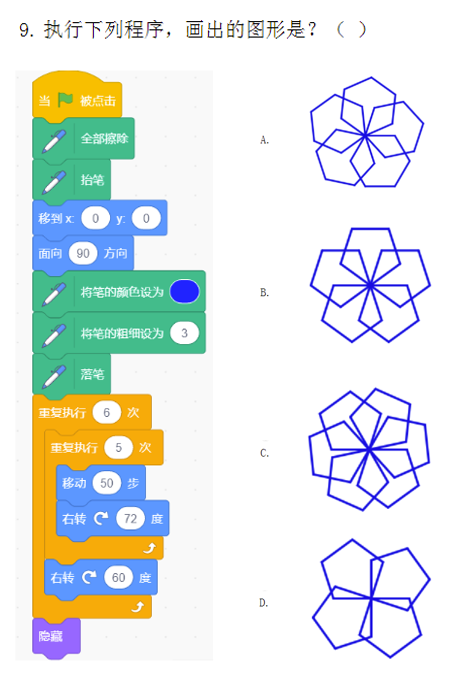 9. 执行下列程序，画出的图形是？（ ）
当 被点击
全部擦除
抬笔
移到 x: 0 y: 0
面向 90 方向
将笔的颜色设为
将笔的粗细设为 3
落笔
重复执行 6 次
重复执行 5 次
移动 50 步
右转 72 度
右转 60 度
隐藏
A.
B.
C.
D.